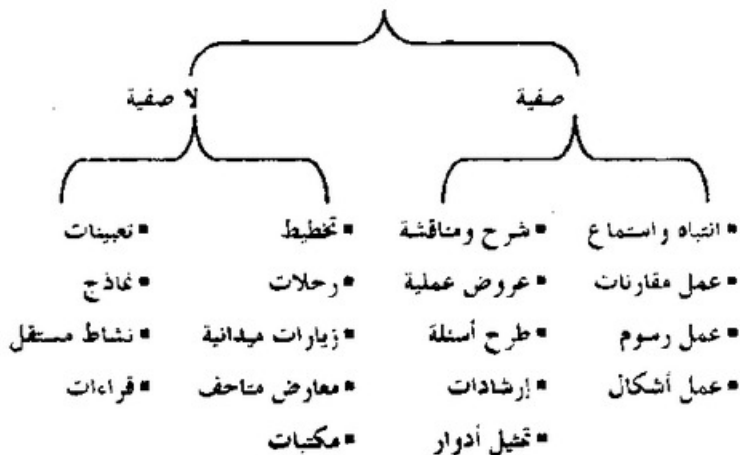 صفية
لا صفية
▪ انتباه واستماع
▪ عمل مقارنات
▪ عمل رسوم
▪ عمل أشكال
▪ شرح ومناقشة
▪ عروض عملية
▪ طرح أسئلة
▪ إرشادات
▪ تمثيل أدوار
▪ تخطيط
▪ رحلات
▪ زيارات ميدانية
▪ معارض متاحف
▪ مكتبات
▪ تعيينات
▪ نماذج
▪ نشاط مستقل
▪ قراءات